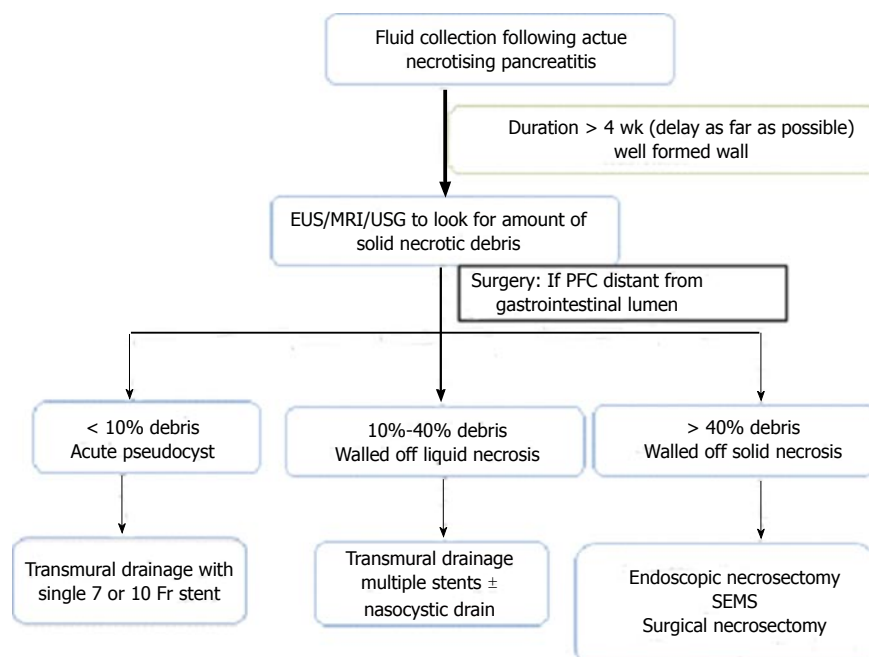 Fluid collection following actue
necrotising pancreatitis
Duration > 4 wk (delay as far as possible)
well formed wall
EUS/MRI/USG to look for amount of
solid necrotic debris
Surgery: If PFC distant from
gastrointestinal lumen
< 10% debris
Acute pseudocyst
10%-40% debris
Walled off liquid necrosis
> 40% debris
Walled off solid necrosis
Transmural drainage with
single 7 or 10 Fr stent
Transmural drainage
multiple stents ±
nasocystic drain
Endoscopic necrosectomy
SEMS
Surgical necrosectomy